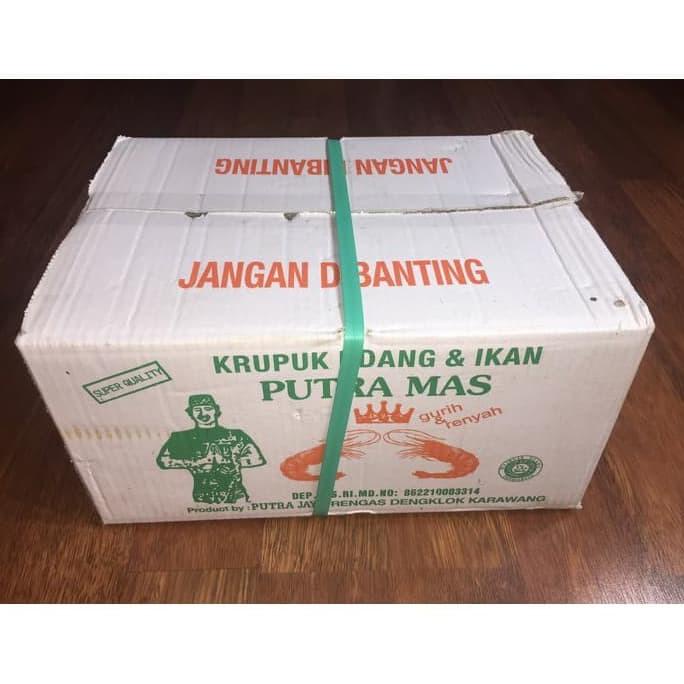 JANGAN DIBANTING
JANGAN DIBANTING
KRUPUK UDANG & IKAN
SUPER QUALITY
PUTRA MAS
gurih
& renyah
DEP.KES.RI.MD.NO: 862210003314
Product by : PUTRA JAYA RENGAS DENGKLOK KARAWANG